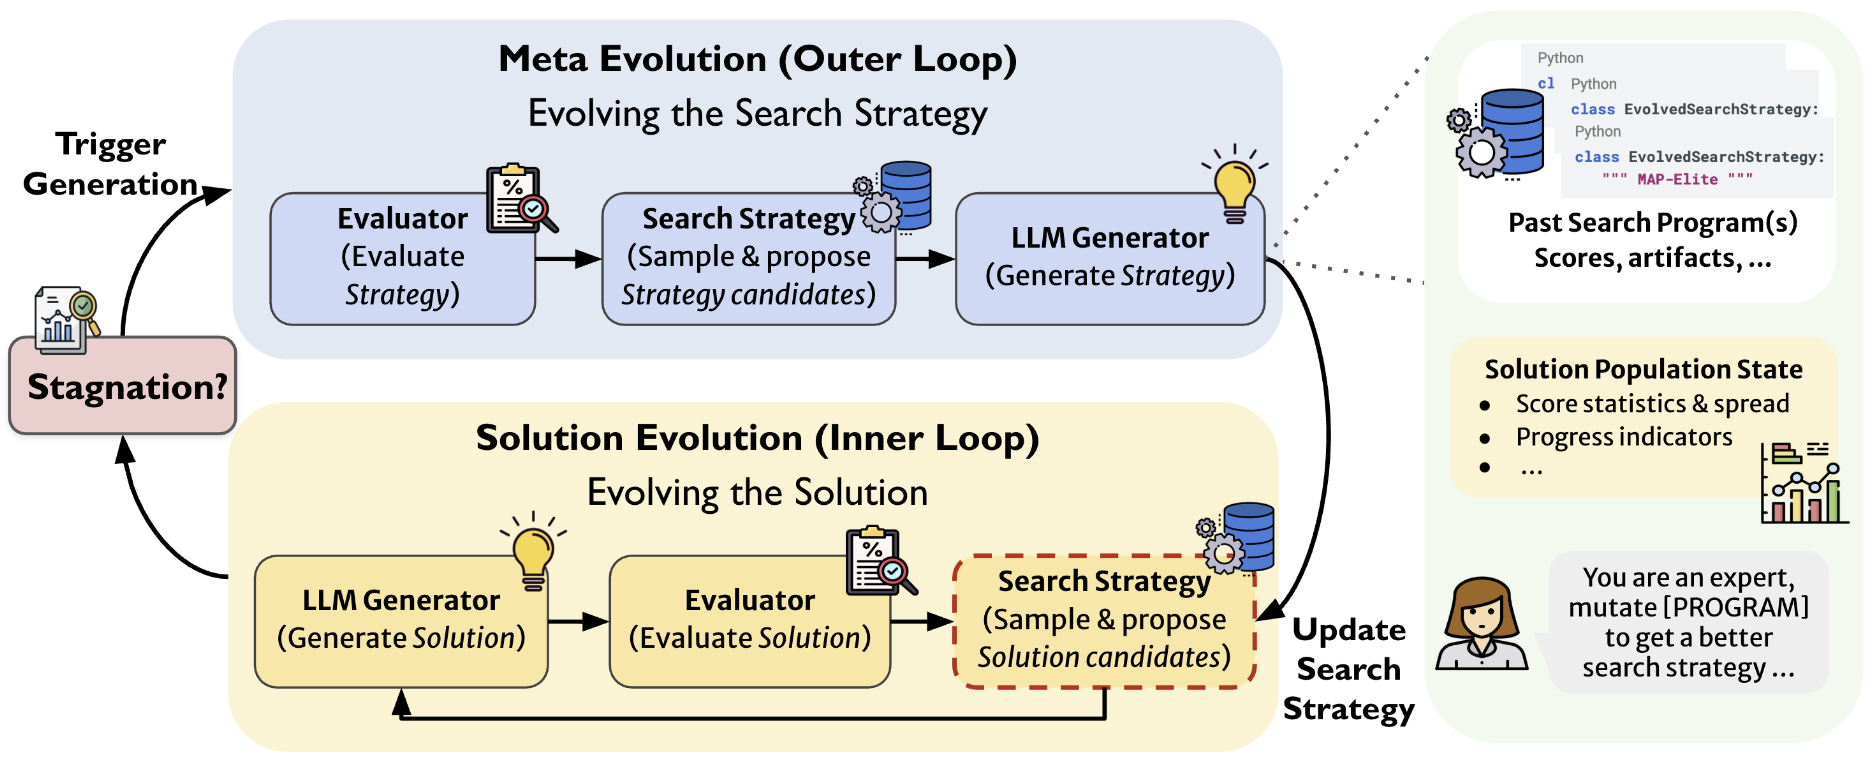 Meta Evolution (Outer Loop)
Evolving the Search Strategy
Trigger
Generation
Evaluator
(Evaluate
Strategy)
%
Search Strategy
(Sample & propose
Strategy candidates)
LLM Generator
(Generate Strategy)
Stagnation?
Solution Evolution (Inner Loop)
Evolving the Solution
LLM Generator
(Generate Solution)
Evaluator
(Evaluate Solution)
%
Search Strategy
(Sample & propose
Solution candidates)
Update
Search
Strategy
Python
cl
Python
class EvolvedSearchStrategy:
Python
class EvolvedSearchStrategy:
""" MAP-Elite """
Past Search Program(s)
Scores, artifacts, ...
Solution Population State
● Score statistics & spread
● Progress indicators
● ...
You are an expert,
mutate [PROGRAM]
to get a better
search strategy ...